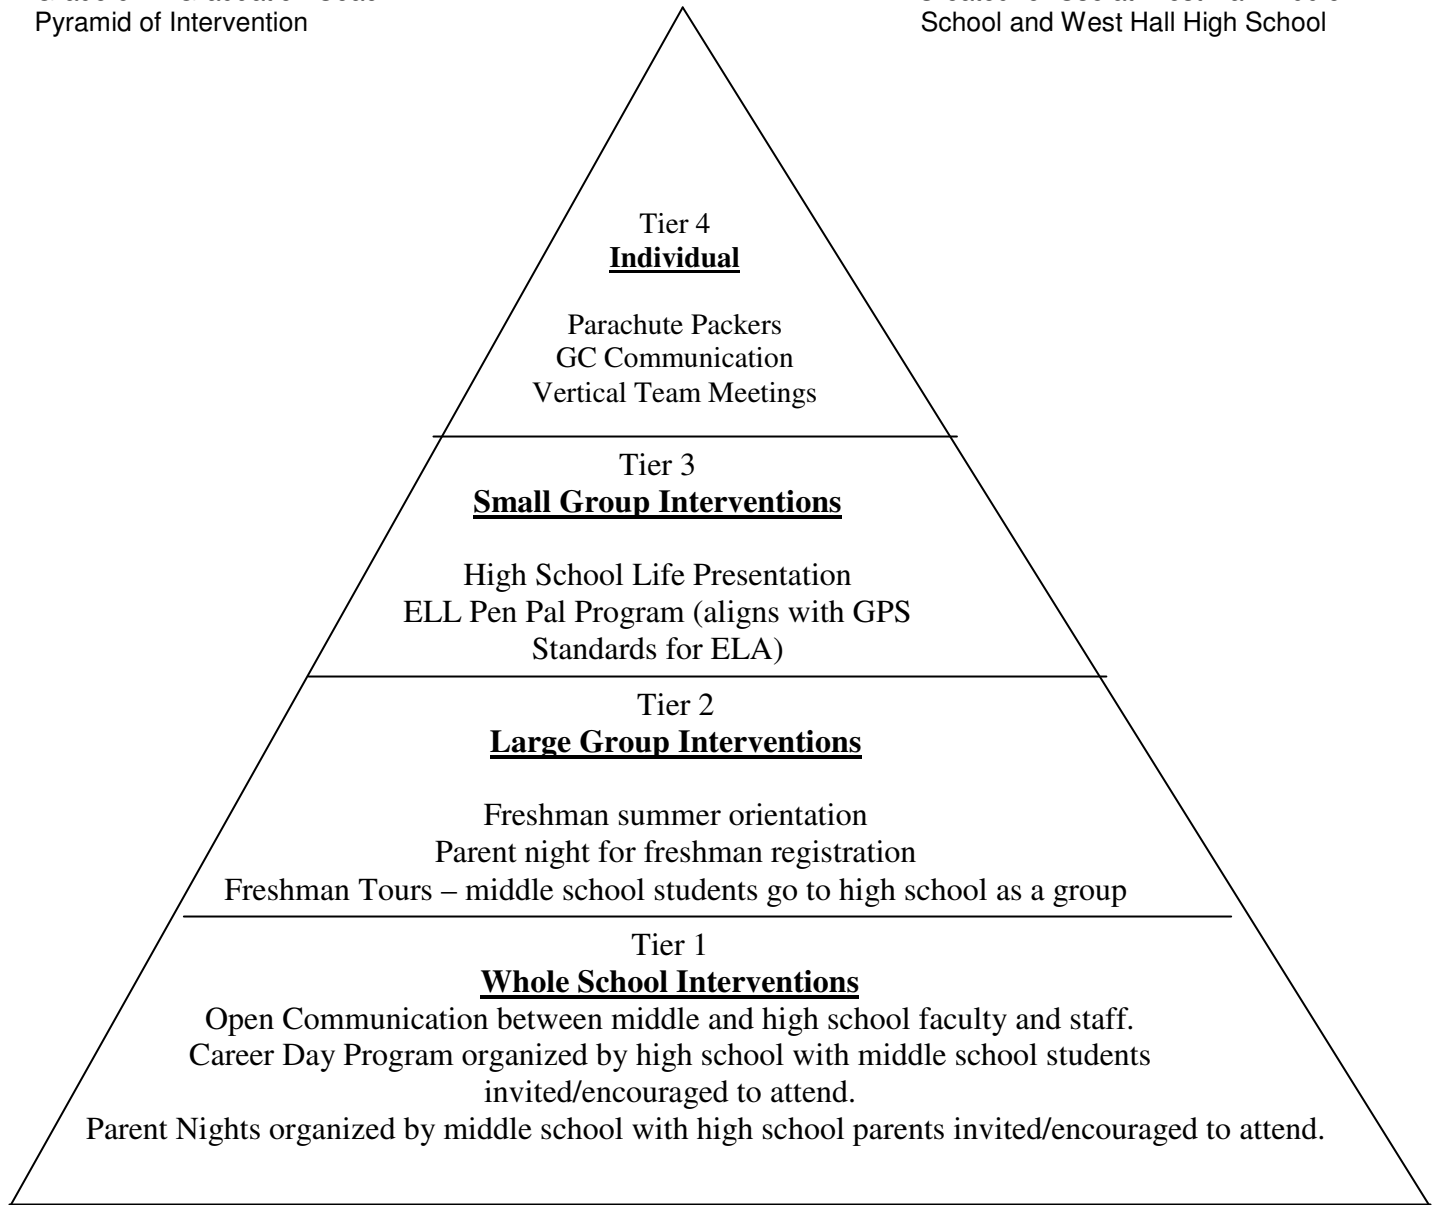 Pyramid of Intervention
School and West Hall High School
Tier 4
Individual
Parachute Packers
GC Communication
Vertical Team Meetings
Tier 3
Small Group Interventions
High School Life Presentation
ELL Pen Pal Program (aligns with GPS
Standards for ELA)
Tier 2
Large Group Interventions
Freshman summer orientation
Parent night for freshman registration
Freshman Tours – middle school students go to high school as a group
Tier 1
Whole School Interventions
Open Communication between middle and high school faculty and staff.
Career Day Program organized by high school with middle school students
invited/encouraged to attend.
Parent Nights organized by middle school with high school parents invited/encouraged to attend.